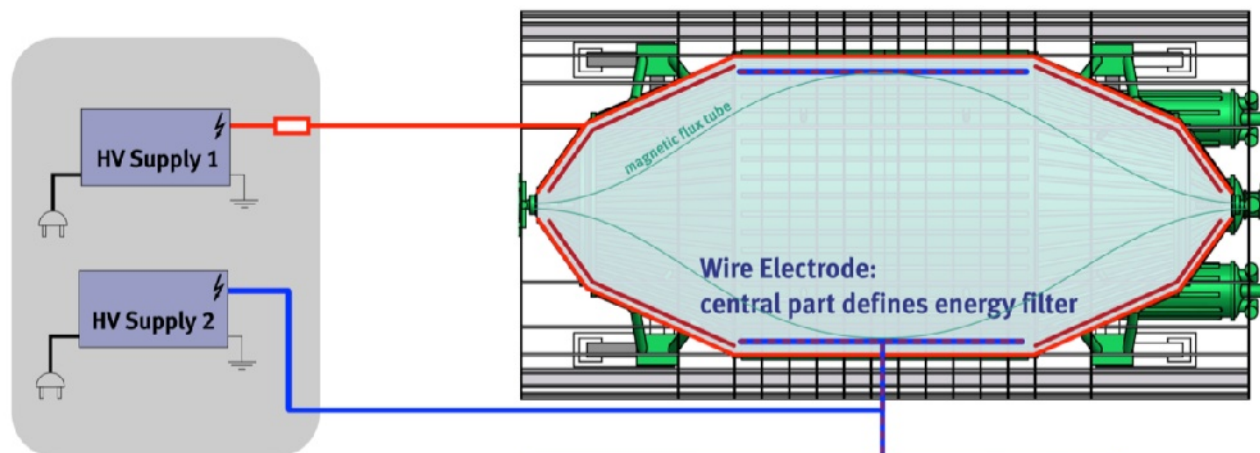 HV Supply 1
magnetic flux tube
HV Supply 2
Wire Electrode:
central part defines energy filter